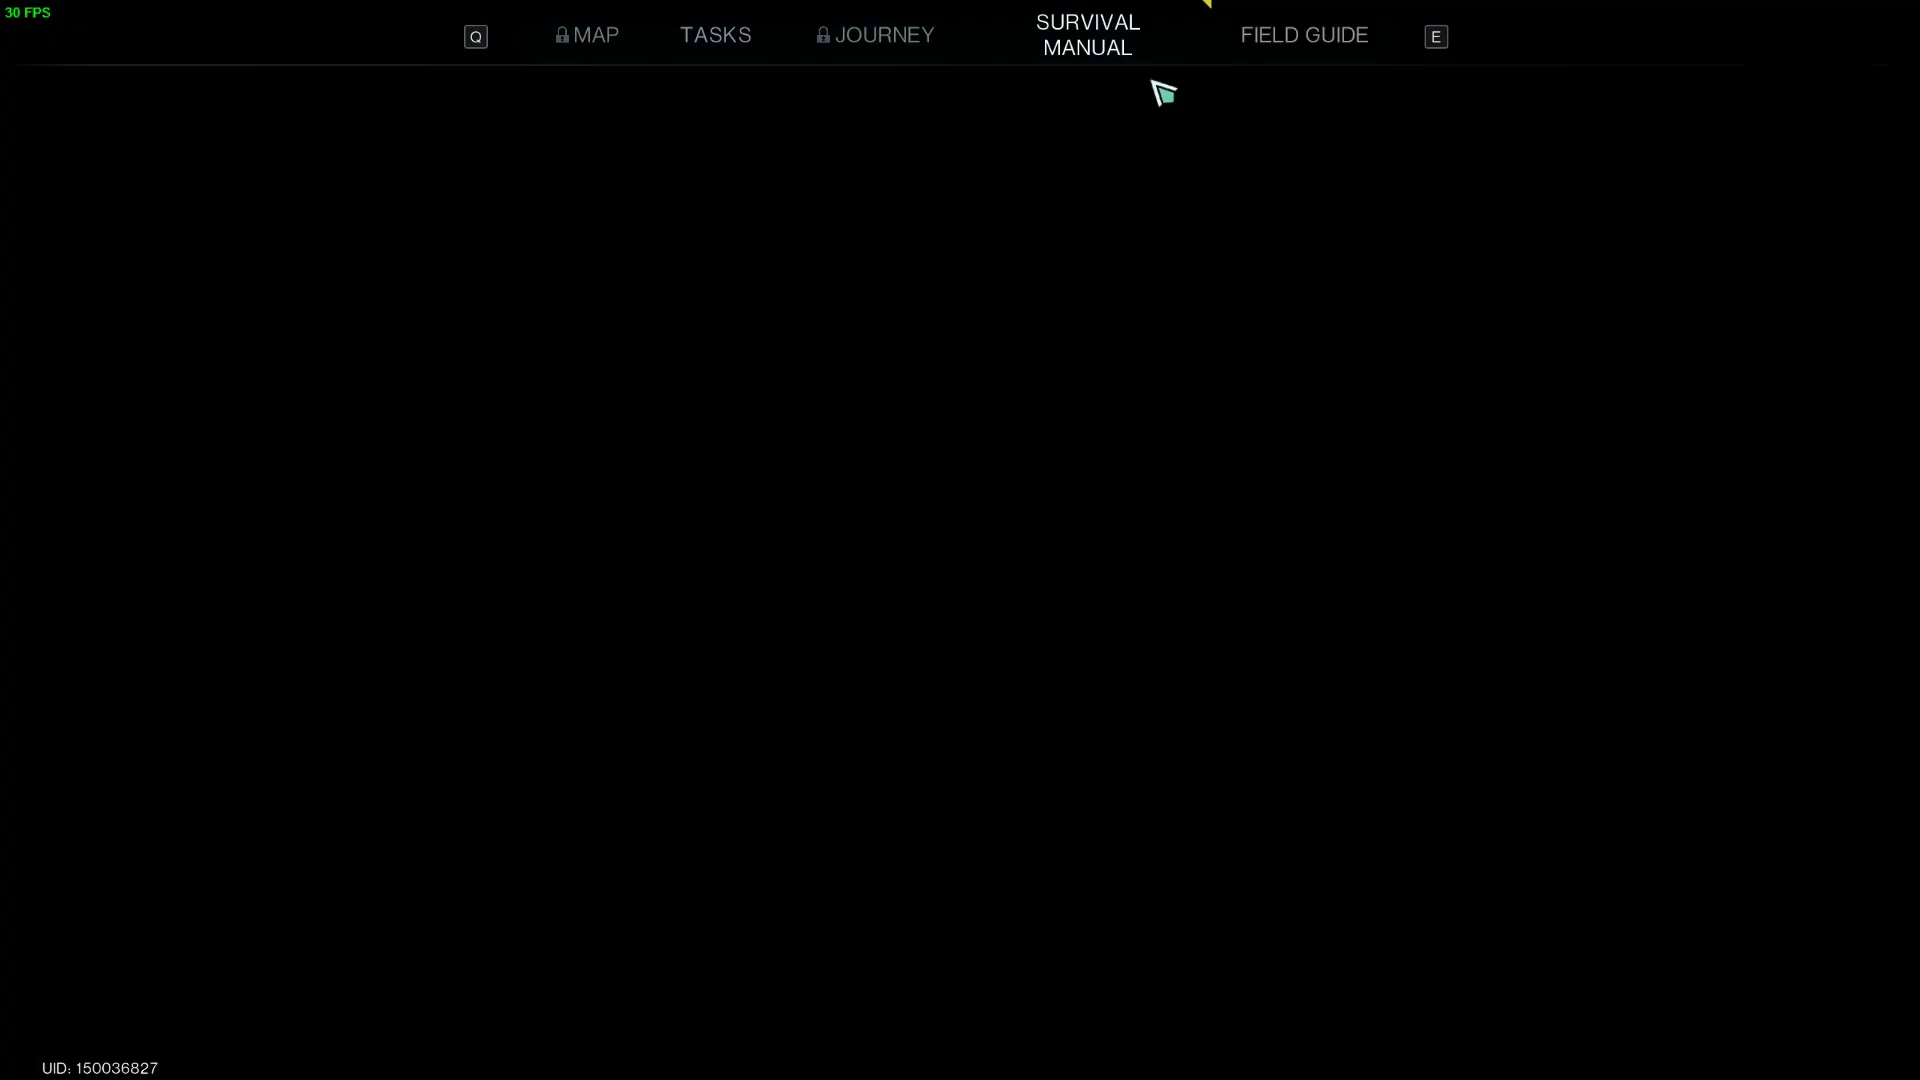 30 FPS
Q
MAP
TASKS
JOURNEY
SURVIVAL
MANUAL
FIELD GUIDE
E
UID: 150036827